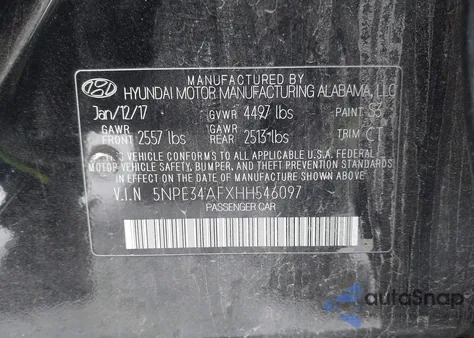 MANUFACTURED BY
HYUNDAI MOTOR MANUFACTURING ALABAMA, LLC
Jan/12/17 GVWR 4497 lbs PAINT S3
GAWR FRONT 2557 lbs GAWR REAR 2513 lbs TRIM
THIS VEHICLE CONFORMS TO ALL APPLICABLE U.S. FEDERAL
MOTOR VEHICLE SAFETY, BUMPER, AND THEFT PREVENTION STANDARDS
IN EFFECT ON THE DATE OF MANUFACTURE SHOWN ABOVE.
V.I.N 5NPE34AFXHH546097
PASSENGER CAR
autoSnap